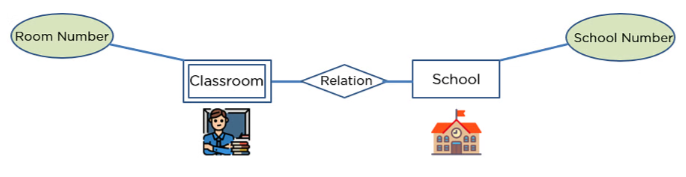 Room Number
School Number
Classroom
Relation
School